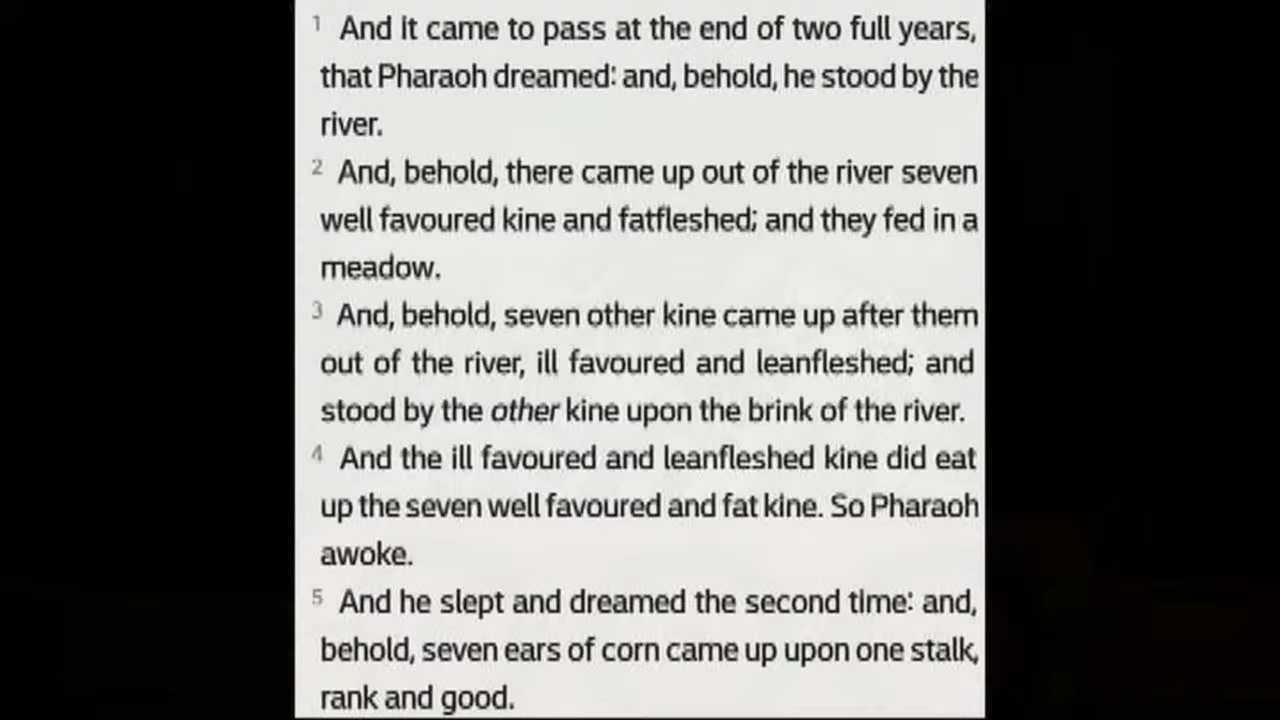 1 And it came to pass at the end of two full years,
that Pharaoh dreamed: and, behold, he stood by the
river.
2 And, behold, there came up out of the river seven
well favoured kine and fatfleshed; and they fed in a
meadow.
3 And, behold, seven other kine came up after them
out of the river, ill favoured and leanfleshed; and
stood by the other kine upon the brink of the river.
4 And the ill favoured and leanfleshed kine did eat
up the seven well favoured and fat kine. So Pharaoh
awoke.
5 And he slept and dreamed the second time: and,
behold, seven ears of corn came up upon one stalk,
rank and good.